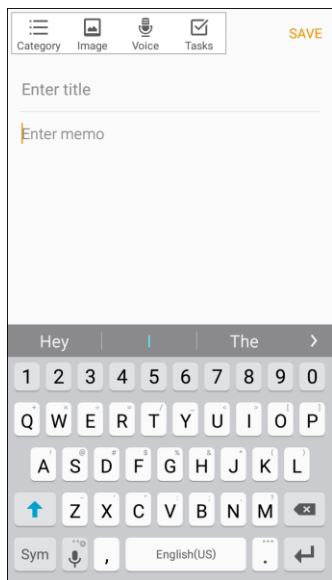 Category Image Voice Tasks SAVE
Enter title
Enter memo
Hey I The
1 2 3 4 5 6 7 8 9 0
Q W E R T Y U I O P
A S D F G H J K L
Z X C V B N M
Sym , English(US) .